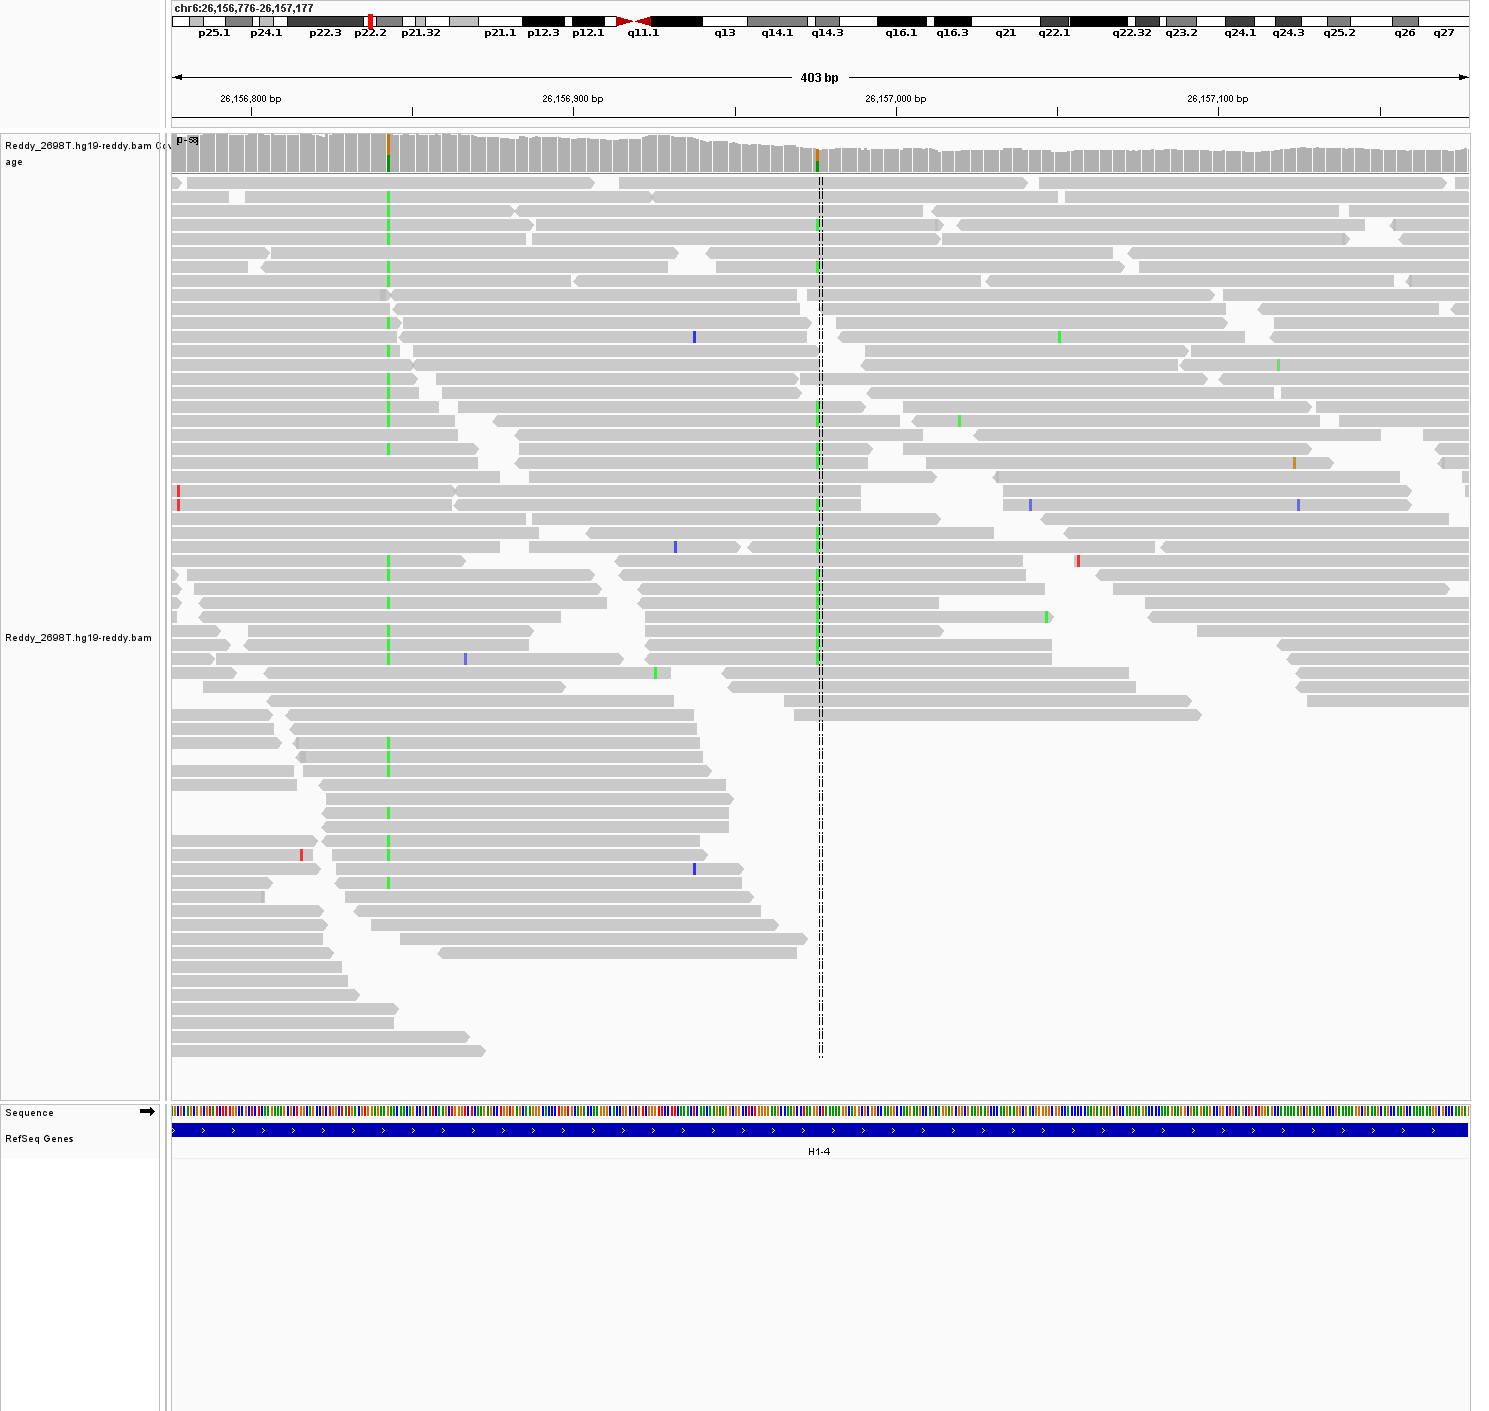 chr6:26,156,776-26,157,177
p25.1 p24.1 p22.3 p22.2 p21.32 p21.1 p12.3 p12.1 q11.1 q13 q14.1 q14.3 q16.1 q16.3 q21 q22.1 q22.32 q23.2 q24.1 q24.3 q25.2 q26 q27
403 bp
26,156,800 bp 26,156,900 bp 26,157,000 bp 26,157,100 bp
Reddy_2698T.hg19-reddy.bam Cov
age
Reddy_2698T.hg19-reddy.bam
Sequence
RefSeq Genes
H1-4